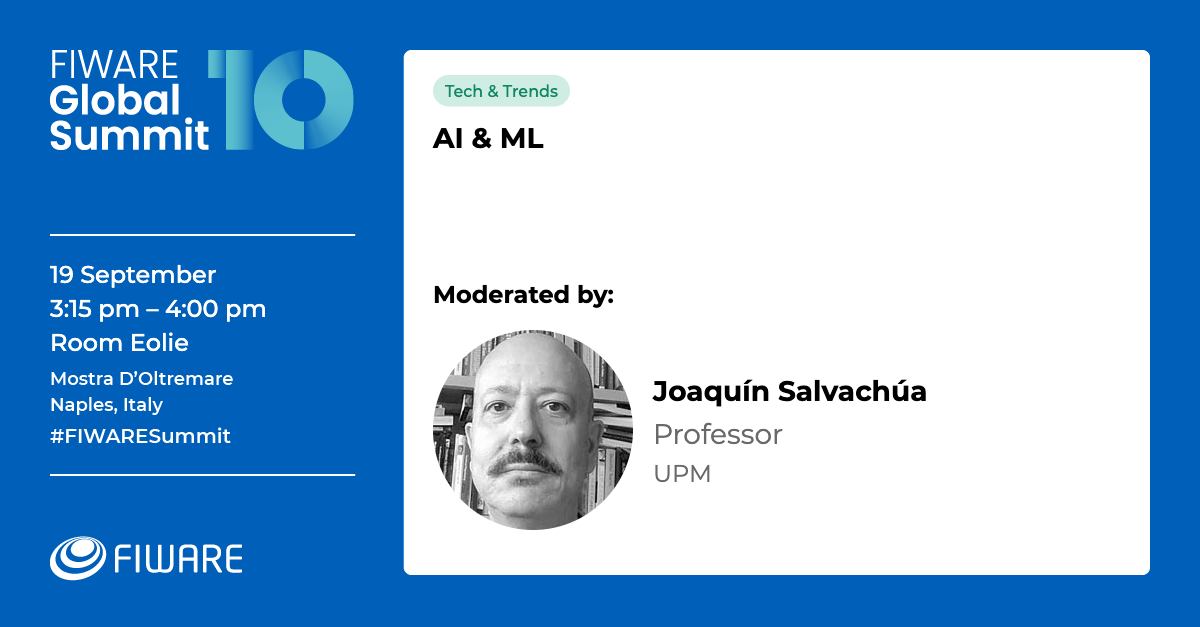 FIWARE
Global
Summit 10
19 September
3:15 pm – 4:00 pm
Room Eolie
Mostra D’Oltremare
Naples, Italy
#FIWARESummit
FIWARE
Tech & Trends
AI & ML
Moderated by:
Joaquín Salvachúa
Professor
UPM